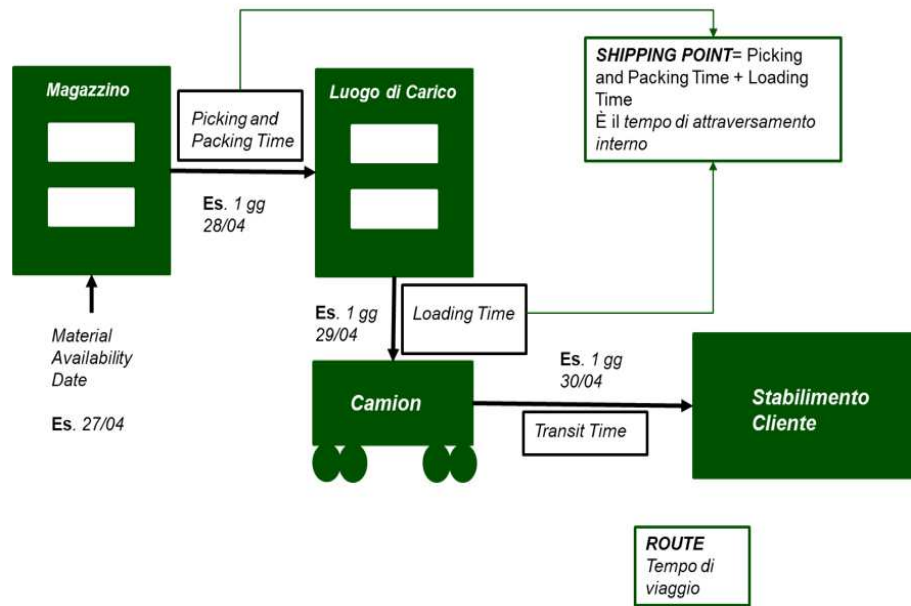 Magazzino
Picking and
Packing Time
Luogo di Carico
SHIPPING POINT= Picking
and Packing Time + Loading
Time
È il tempo di attraversamento
interno
Es. 1 gg
28/04
Material
Availability
Date
Es. 27/04
Es. 1 gg
29/04
Loading Time
Camion
Es. 1 gg
30/04
Transit Time
Stabilimento
Cliente
ROUTE
Tempo di
viaggio